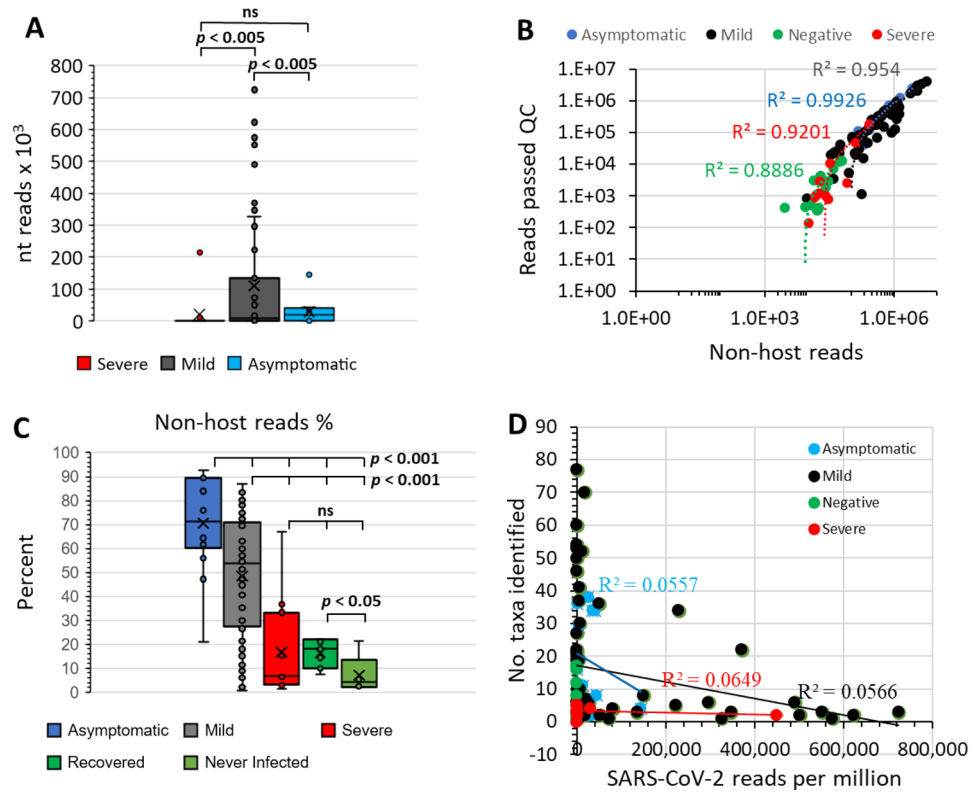 A
ns
p < 0.005
p < 0.005
800
700
600
500
400
300
200
100
0
nt reads x 10³
Severe Mild Asymptomatic
B
Asymptomatic Mild Negative Severe
R² = 0.954
R² = 0.9926
R² = 0.9201
R² = 0.8886
1.E+07
1.E+06
1.E+05
1.E+04
1.E+03
1.E+02
1.E+01
1.E+00
Reads passed QC
1.0E+00 1.0E+03 1.0E+06
Non-host reads
C
Non-host reads %
p < 0.001
p < 0.001
ns
p < 0.05
100
90
80
70
60
50
40
30
20
10
0
Percent
Asymptomatic Mild Severe
Recovered Never Infected
D
90
80
70
60
50
40
30
20
10
0
-10
No. taxa identified
Asymptomatic
Mild
Negative
Severe
R² = 0.0557
R² = 0.0649
R² = 0.0566
0 200,000 400,000 600,000 800,000
SARS-CoV-2 reads per million